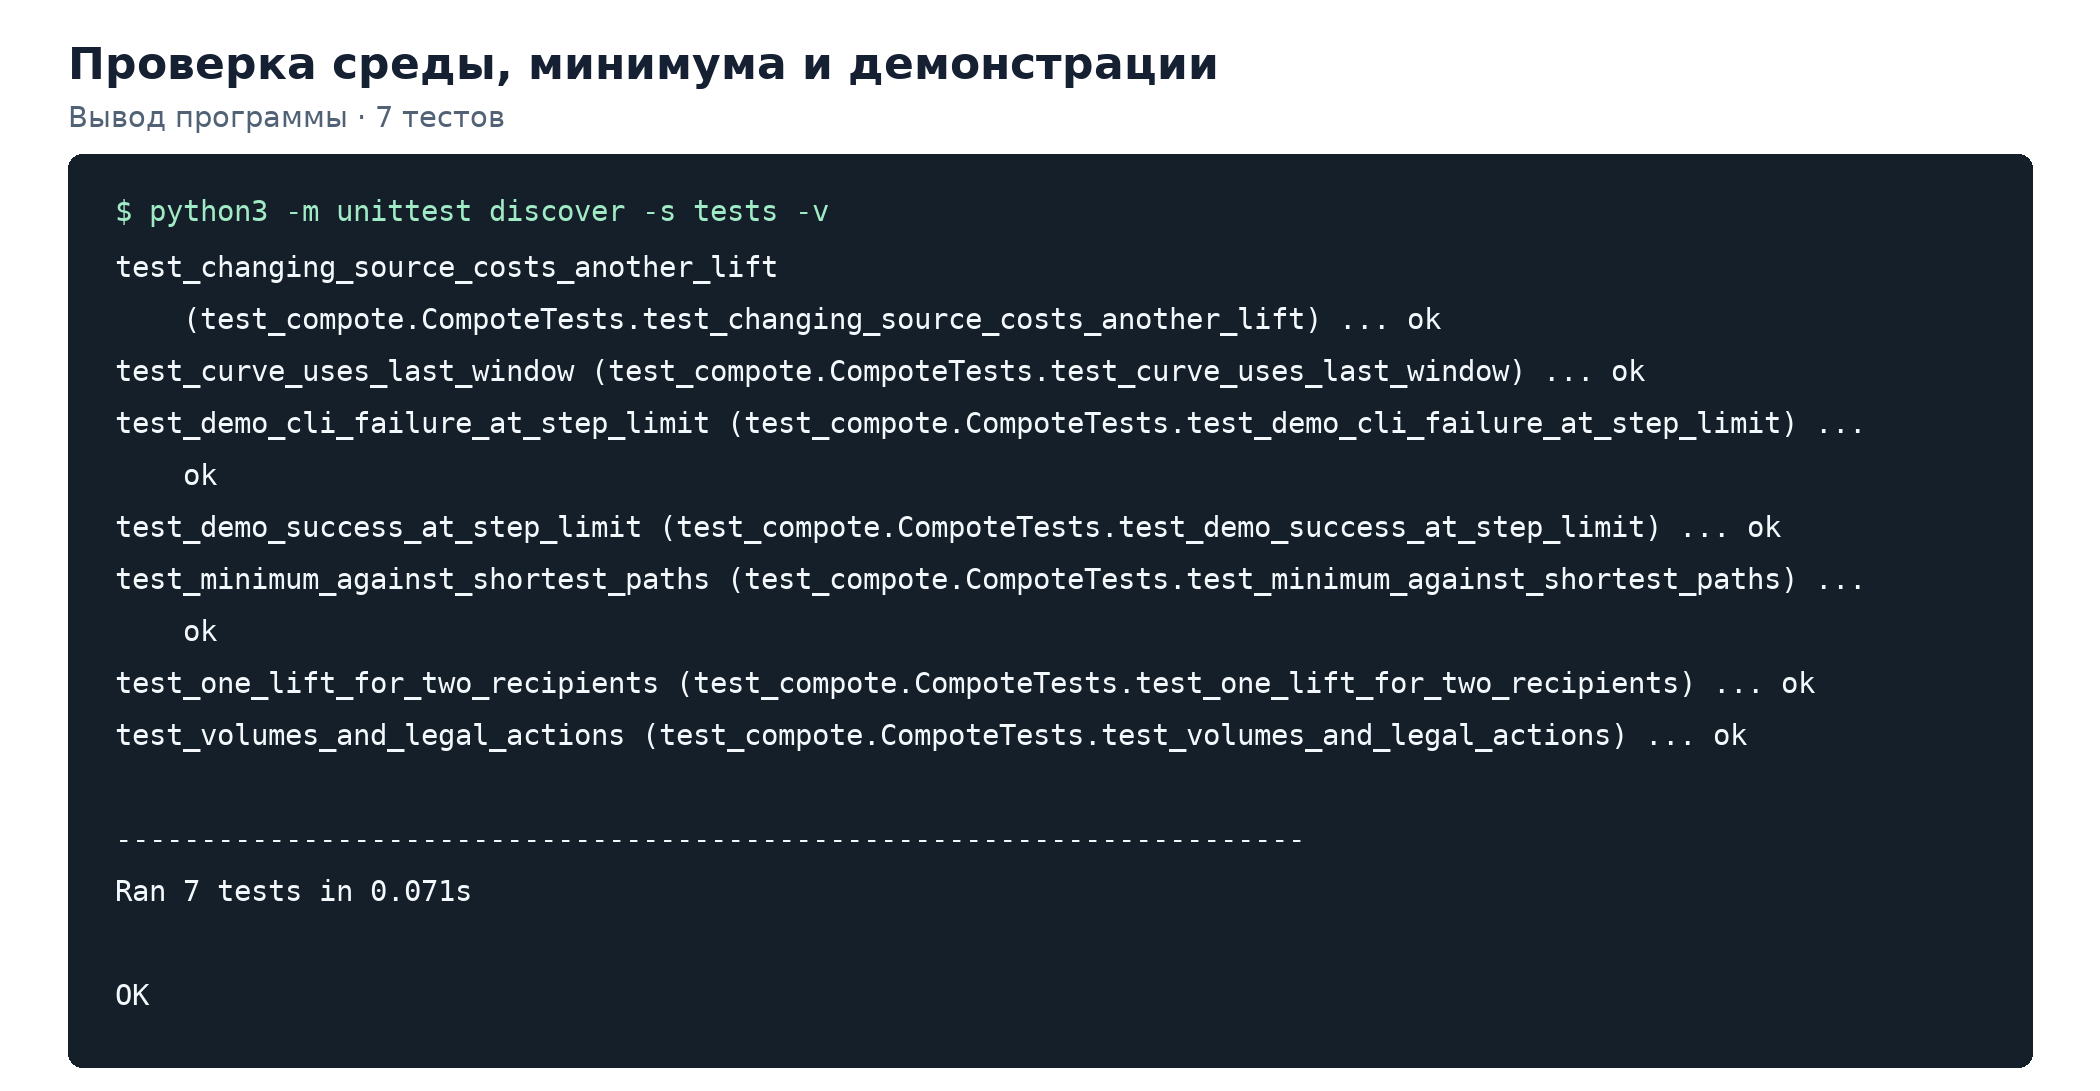 Проверка среды, минимума и демонстрации
Вывод программы · 7 тестов
$ python3 -m unittest discover -s tests -v
test_changing_source_costs_another_lift
    (test_compote.CompoteTests.test_changing_source_costs_another_lift) ... ok
test_curve_uses_last_window (test_compote.CompoteTests.test_curve_uses_last_window) ... ok
test_demo_cli_failure_at_step_limit (test_compote.CompoteTests.test_demo_cli_failure_at_step_limit) ...
    ok
test_demo_success_at_step_limit (test_compote.CompoteTests.test_demo_success_at_step_limit) ... ok
test_minimum_against_shortest_paths (test_compote.CompoteTests.test_minimum_against_shortest_paths) ...
    ok
test_one_lift_for_two_recipients (test_compote.CompoteTests.test_one_lift_for_two_recipients) ... ok
test_volumes_and_legal_actions (test_compote.CompoteTests.test_volumes_and_legal_actions) ... ok
----------------------------------------------------------------------
Ran 7 tests in 0.071s
OK